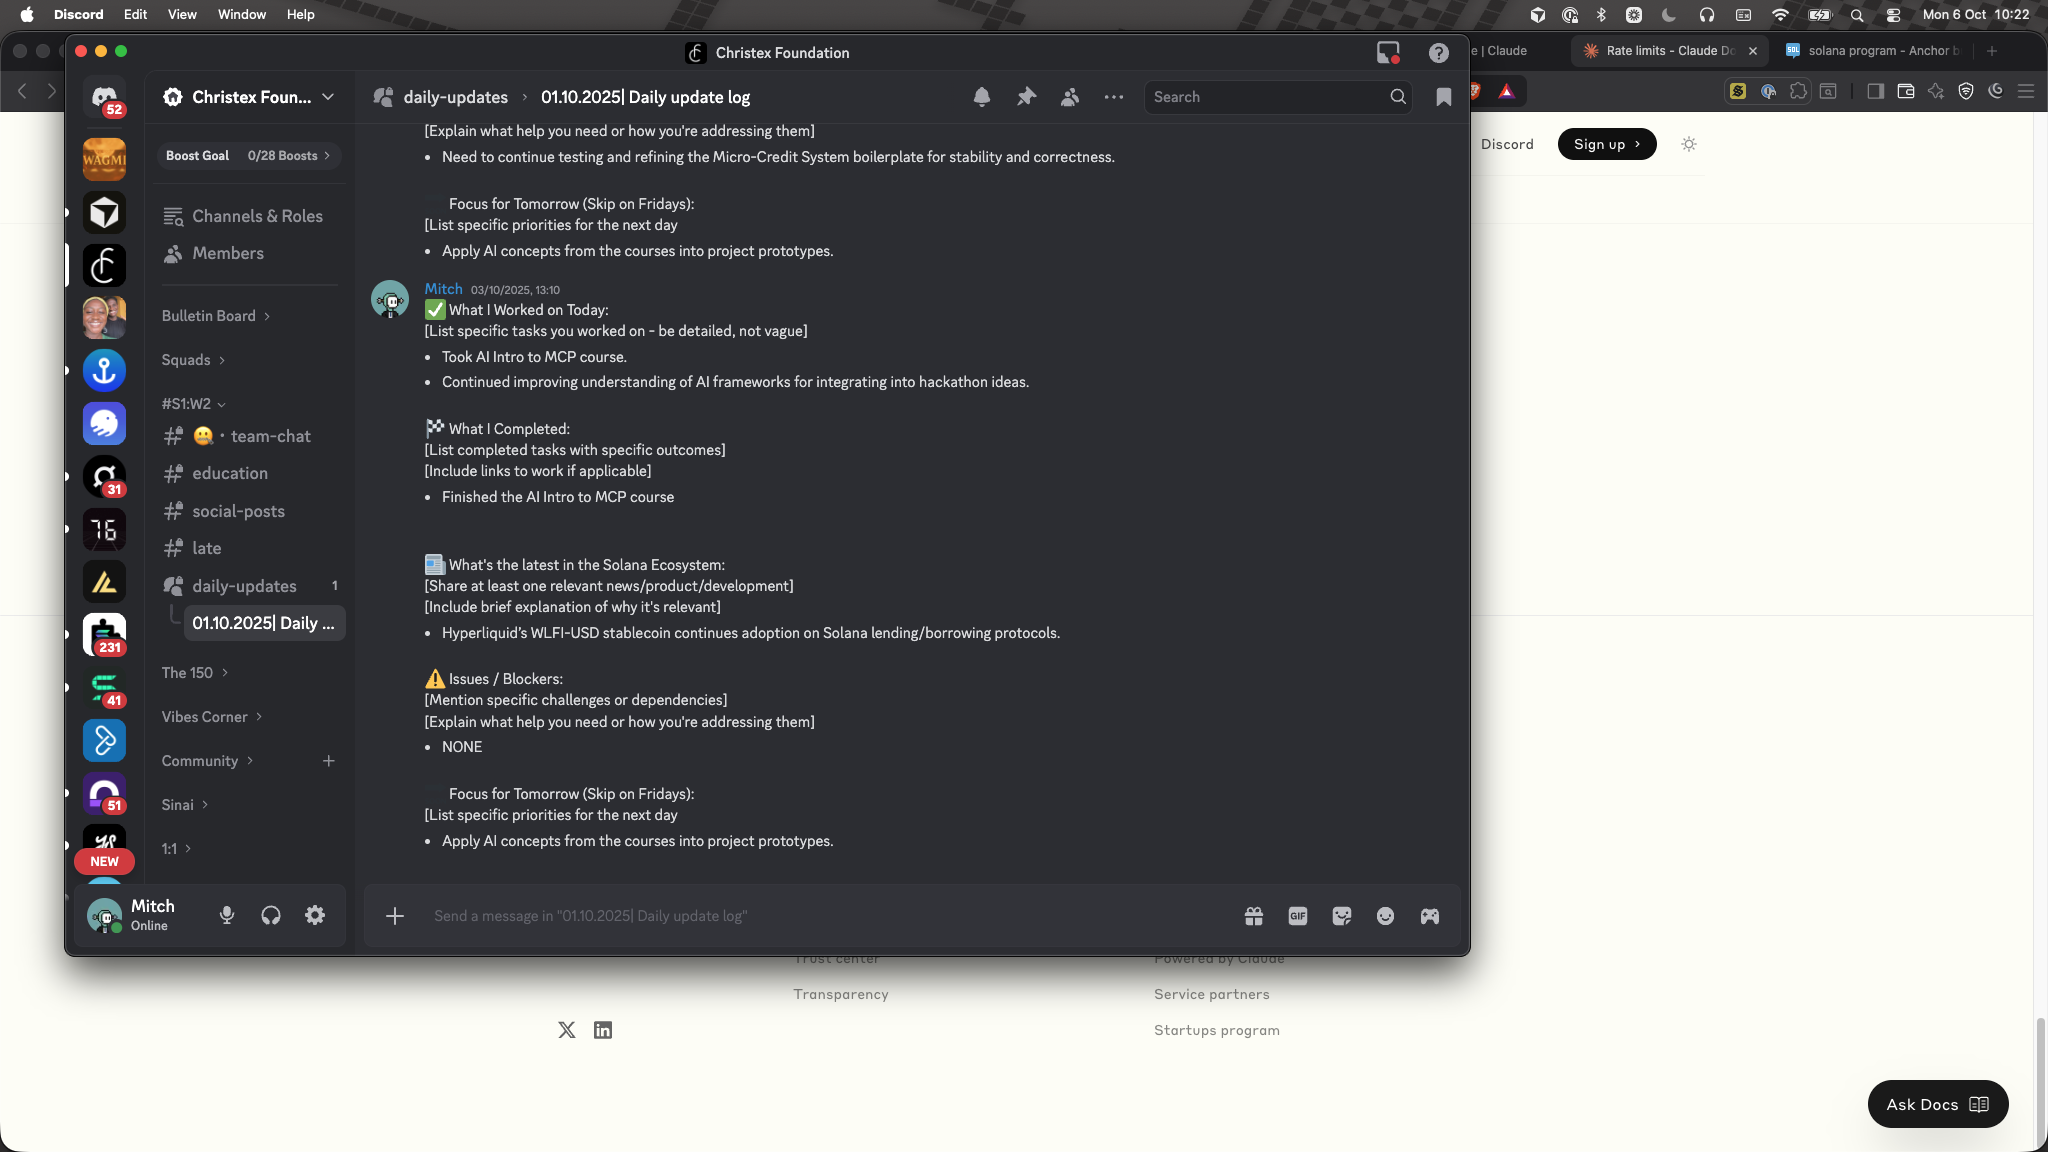 Discord Edit View Window Help
Mon 6 Oct 10:22
Christex Foundation
e | Claude
Rate limits - Claude Do
solana program - Anchor b
52
WAGMI
31
76
231
41
51
NEW
Christex Foun...
Boost Goal 0/28 Boosts
Channels & Roles
Members
Bulletin Board
Squads
#S1:W2
team-chat
education
social-posts
late
daily-updates 1
01.10.2025| Daily ...
The 150
Vibes Corner
Community
Sinai
1:1
Mitch
Online
daily-updates › 01.10.2025| Daily update log
Search
[Explain what help you need or how you're addressing them]
• Need to continue testing and refining the Micro-Credit System boilerplate for stability and correctness.
Focus for Tomorrow (Skip on Fridays):
[List specific priorities for the next day
• Apply AI concepts from the courses into project prototypes.
Mitch 03/10/2025, 13:10
✅ What I Worked on Today:
[List specific tasks you worked on - be detailed, not vague]
• Took AI Intro to MCP course.
• Continued improving understanding of AI frameworks for integrating into hackathon ideas.
🏁 What I Completed:
[List completed tasks with specific outcomes]
[Include links to work if applicable]
• Finished the AI Intro to MCP course
📰 What's the latest in the Solana Ecosystem:
[Share at least one relevant news/product/development]
[Include brief explanation of why it's relevant]
• Hyperliquid’s WLFI-USD stablecoin continues adoption on Solana lending/borrowing protocols.
⚠️ Issues / Blockers:
[Mention specific challenges or dependencies]
[Explain what help you need or how you're addressing them]
• NONE
Focus for Tomorrow (Skip on Fridays):
[List specific priorities for the next day
• Apply AI concepts from the courses into project prototypes.
Send a message in "01.10.2025| Daily update log"
GIF
Discord
Sign up
Trust center
Powered by Claude
Transparency
Service partners
Startups program
Ask Docs